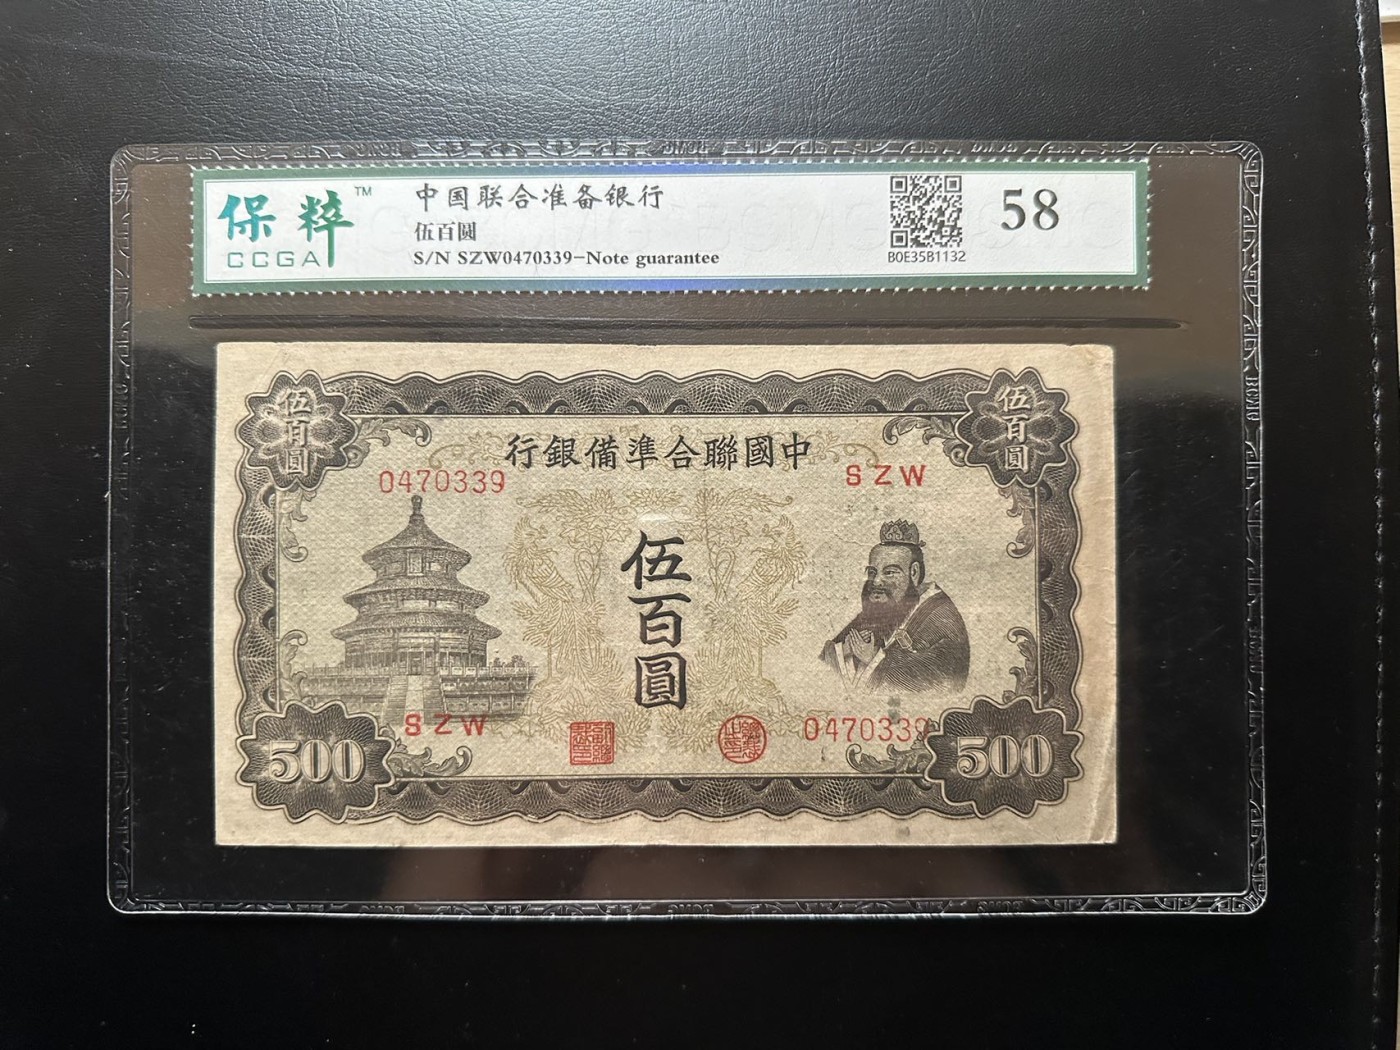 保粹™
CCGA
中国联合准备银行
伍百圆
S/N SZW0470339-Note guarantee
B0E35B1132
58
伍百圓
伍百圓
中國聯合準備銀行
0470339
SZW
伍百圓
SZW
0470339
500
500